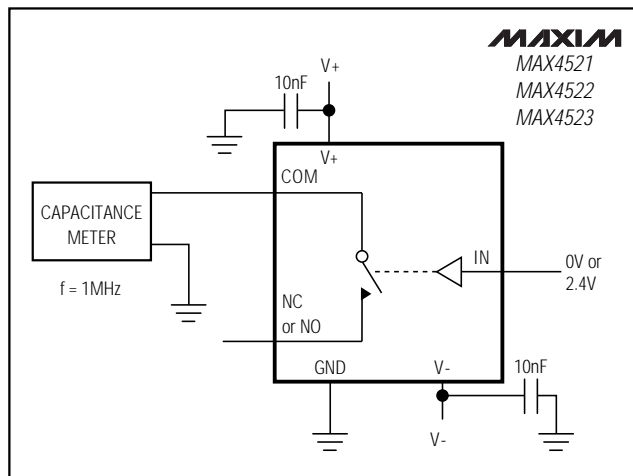 MAXIM
MAX4521
MAX4522
MAX4523
V+
10nF
V+
COM
CAPACITANCE
METER
f = 1MHz
IN
0V or
2.4V
NC
or NO
GND
V-
10nF
V-